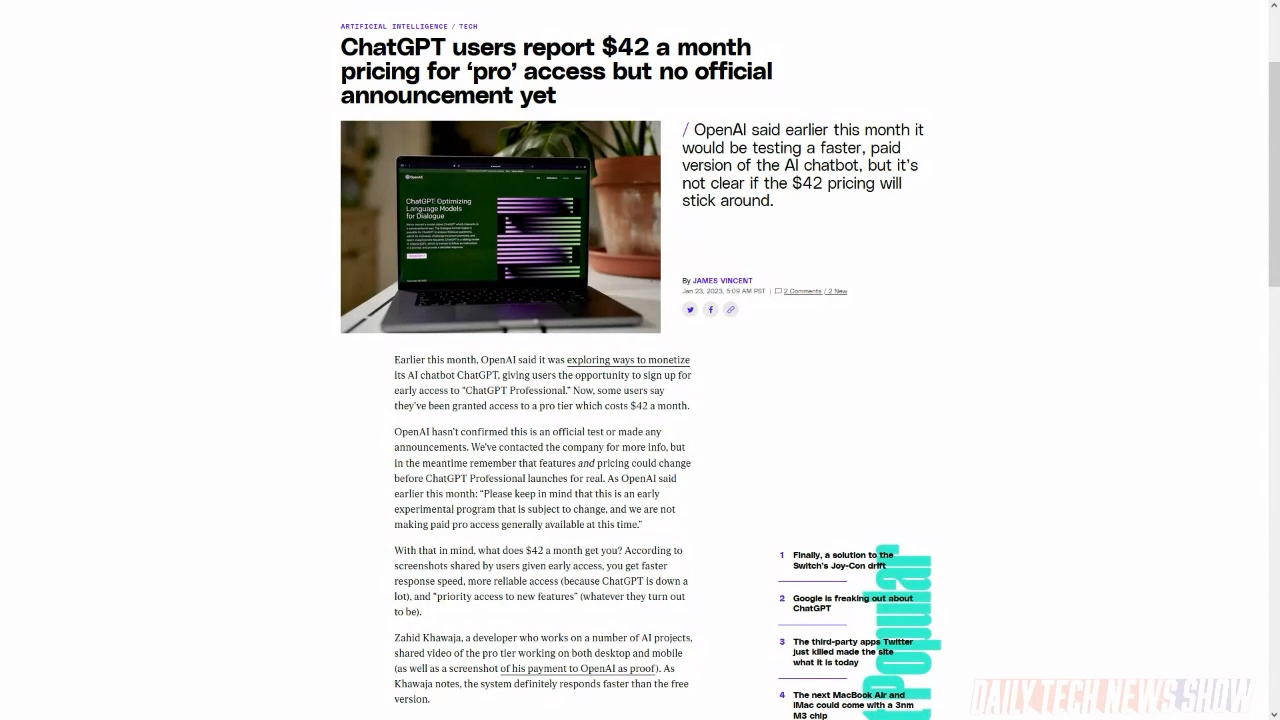 ARTIFICIAL INTELLIGENCE / TECH
ChatGPT users report $42 a month
pricing for ‘pro’ access but no official
announcement yet
/ OpenAI said earlier this month it
would be testing a faster, paid
version of the AI chatbot, but it’s
not clear if the $42 pricing will
stick around.
OpenAI
ChatGPT: Optimizing
Language Models
for Dialogue
By JAMES VINCENT
Jan 23, 2023, 5:09 AM PST | 2 Comments / 2 New
Earlier this month, OpenAI said it was exploring ways to monetize
its AI chatbot ChatGPT, giving users the opportunity to sign up for
early access to “ChatGPT Professional.” Now, some users say
they’ve been granted access to a pro tier which costs $42 a month.
OpenAI hasn’t confirmed this is an official test or made any
announcements. We’ve contacted the company for more info, but
in the meantime remember that features and pricing could change
before ChatGPT Professional launches for real. As OpenAI said
earlier this month: “Please keep in mind that this is an early
experimental program that is subject to change, and we are not
making paid pro access generally available at this time.”
With that in mind, what does $42 a month get you? According to
screenshots shared by users given early access, you get faster
response speed, more reliable access (because ChatGPT is down a
lot), and “priority access to new features” (whatever they turn out
to be).
Zahid Khawaja, a developer who works on a number of AI projects,
shared video of the pro tier working on both desktop and mobile
(as well as a screenshot of his payment to OpenAI as proof). As
Khawaja notes, the system definitely responds faster than the free
version.
Popular
1 Finally, a solution to the
Switch’s Joy-Con drift
2 Google is freaking out about
ChatGPT
3 The third-party apps Twitter
just killed made the site
what it is today
4 The next MacBook Air and
iMac could come with a 3nm
M3 chip
DAILY TECH NEWS SHOW